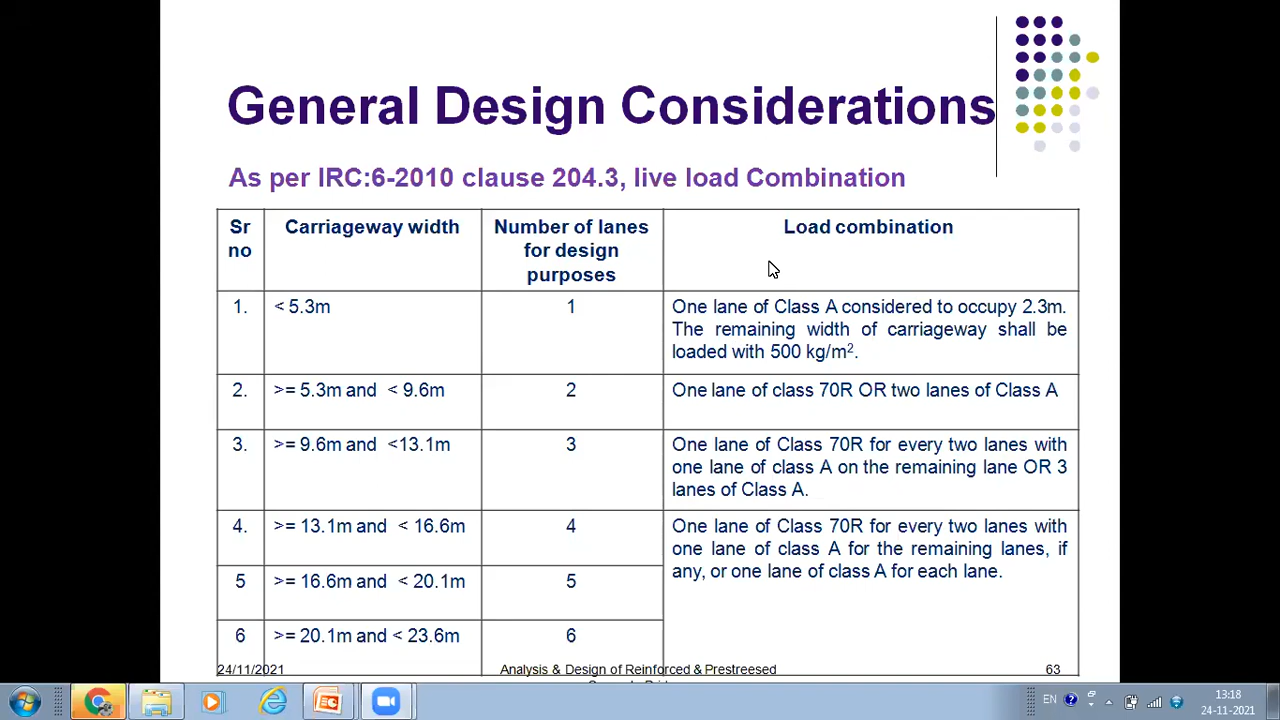 General Design Considerations
As per IRC:6-2010 clause 204.3, live load Combination
Sr no Carriageway width Number of lanes for design purposes Load combination
1. < 5.3m 1 One lane of Class A considered to occupy 2.3m.
The remaining width of carriageway shall be
loaded with 500 kg/m².
2. >= 5.3m and < 9.6m 2 One lane of class 70R OR two lanes of Class A
3. >= 9.6m and <13.1m 3 One lane of Class 70R for every two lanes with
one lane of class A on the remaining lane OR 3
lanes of Class A.
4. >= 13.1m and < 16.6m 4 One lane of Class 70R for every two lanes with
one lane of class A for the remaining lanes, if
any, or one lane of class A for each lane.
5 >= 16.6m and < 20.1m 5
6 >= 20.1m and < 23.6m 6
24/11/2021 Analysis & Design of Reinforced & Prestreesed 63
EN 13:18
24-11-2021